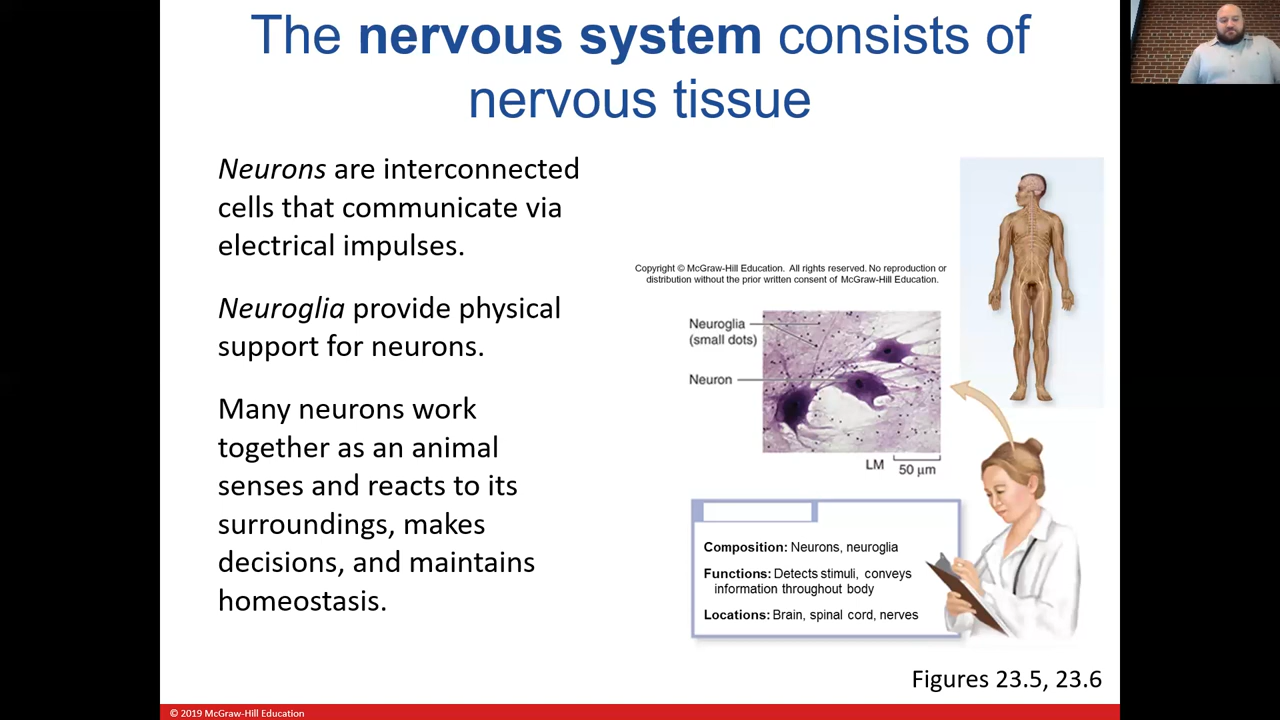 The nervous system consists of
nervous tissue
Neurons are interconnected
cells that communicate via
electrical impulses.
Neuroglia provide physical
support for neurons.
Many neurons work
together as an animal
senses and reacts to its
surroundings, makes
decisions, and maintains
homeostasis.
Copyright © McGraw-Hill Education. All rights reserved. No reproduction or
distribution without the prior written consent of McGraw-Hill Education.
Neuroglia
(small dots)
Neuron
LM
50 µm
Composition: Neurons, neuroglia
Functions: Detects stimuli, conveys
information throughout body
Locations: Brain, spinal cord, nerves
Figures 23.5, 23.6
© 2019 McGraw-Hill Education